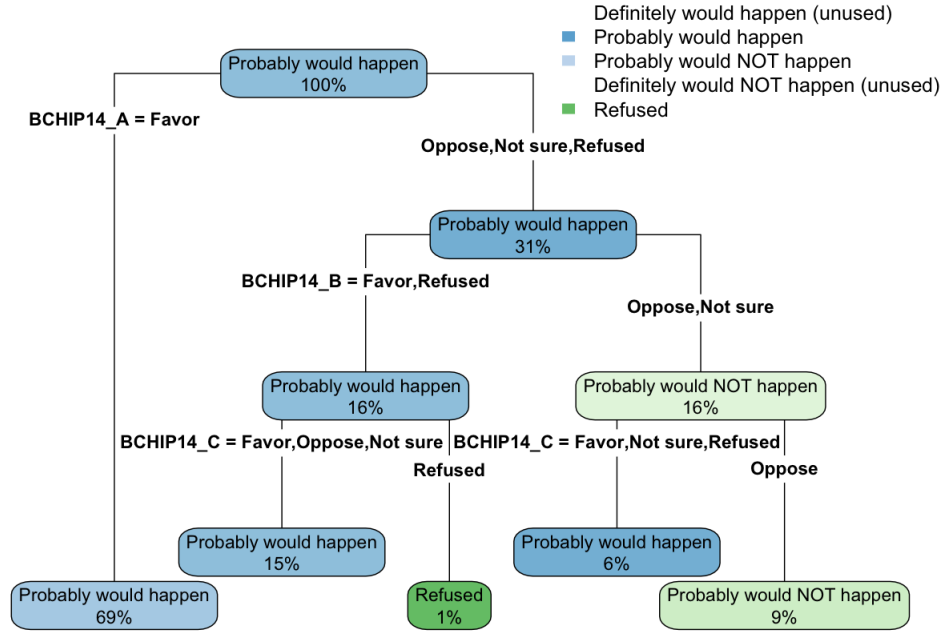 Definitely would happen (unused)
Probably would happen
Probably would NOT happen
Definitely would NOT happen (unused)
Refused
Probably would happen
100%
BCHIP14_A = Favor
Oppose,Not sure,Refused
Probably would happen
31%
BCHIP14_B = Favor,Refused
Oppose,Not sure
Probably would happen
16%
Probably would NOT happen
16%
BCHIP14_C = Favor,Oppose,Not sure
Refused
BCHIP14_C = Favor,Not sure,Refused
Oppose
Probably would happen
15%
Probably would happen
6%
Probably would happen
69%
Refused
1%
Probably would NOT happen
9%